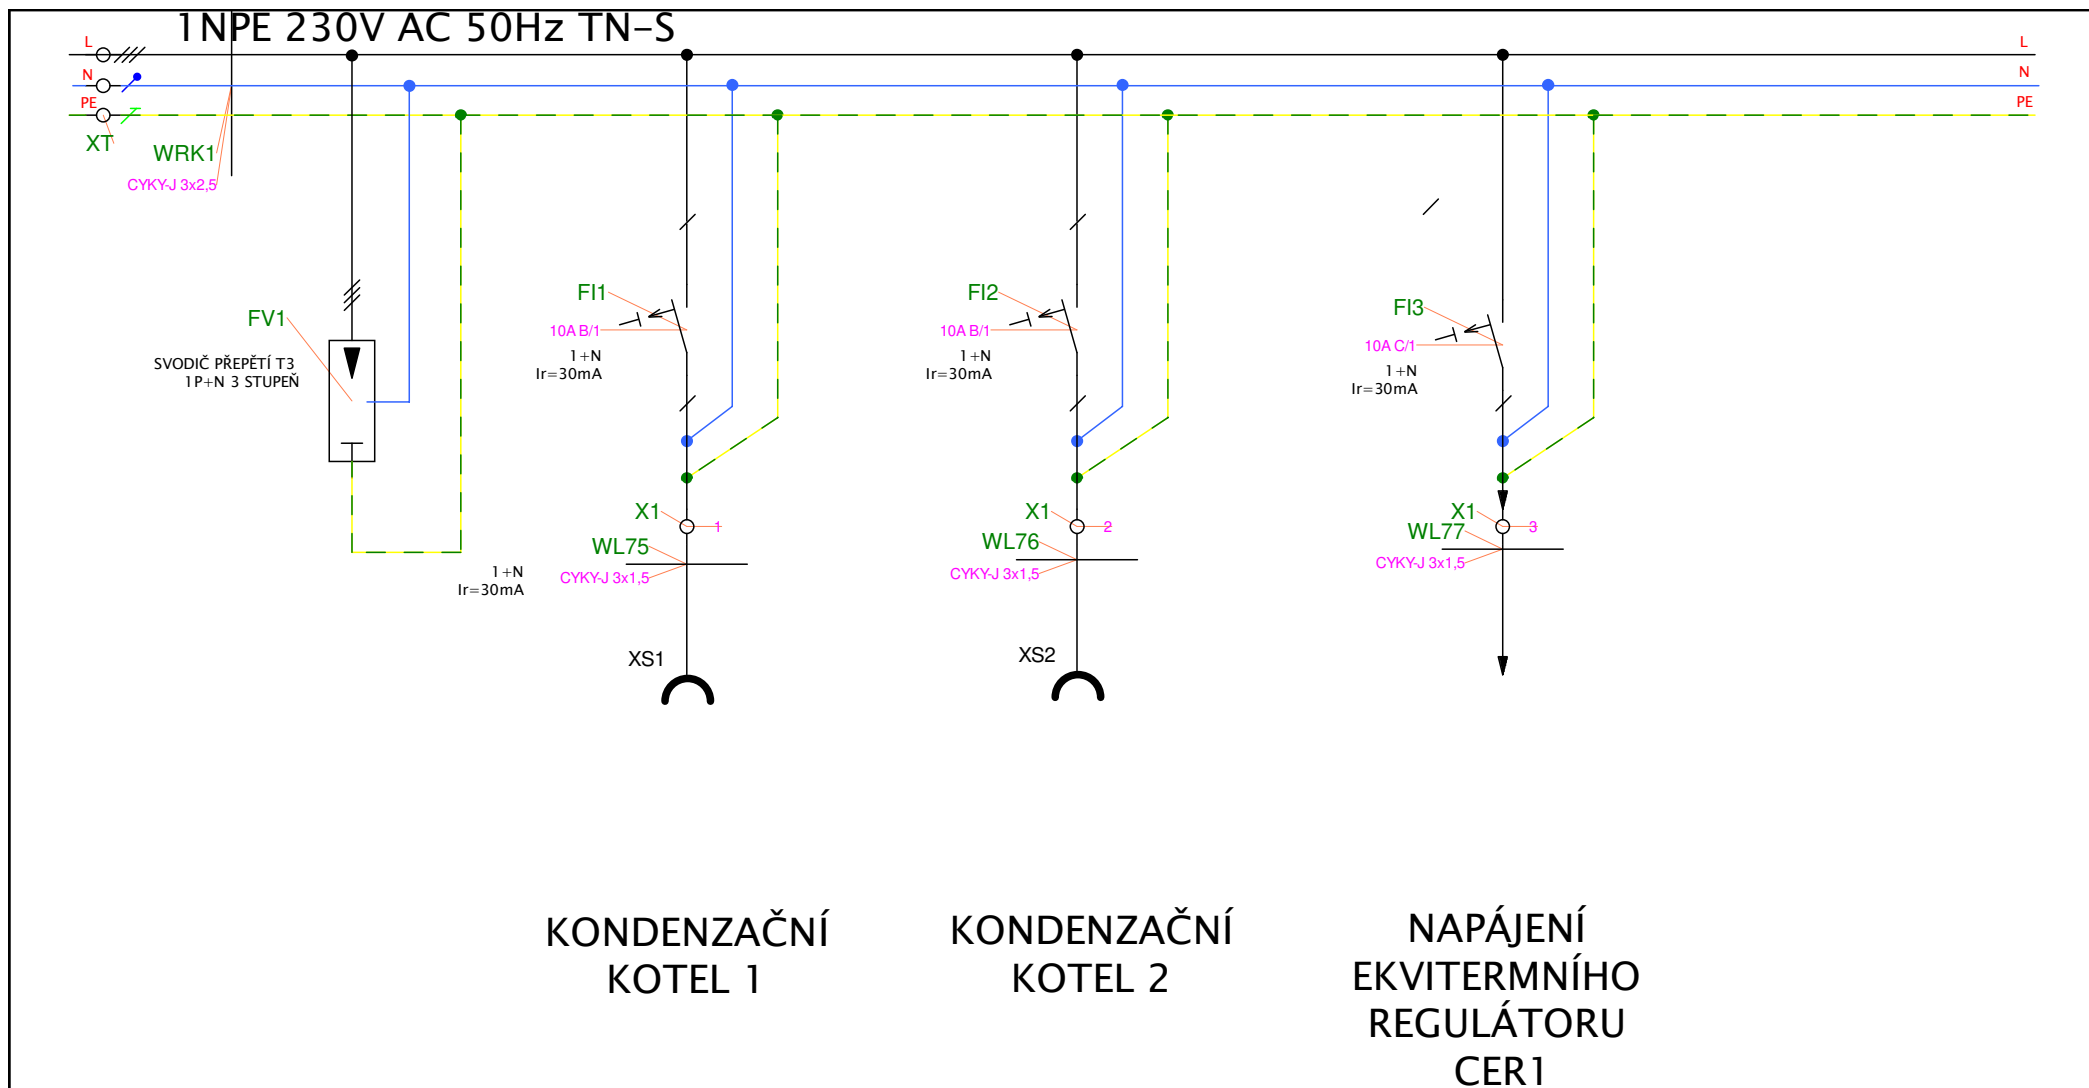 1NPE 230V AC 50Hz TN-S
L
L
N
N
PE
PE
XT
WRK1
CYKY-J 3x2,5
FV1
SVODIČ PŘEPĚTÍ T3
1P+N 3 STUPEŇ
FI1
10A B/1
1+N
Ir=30mA
FI2
10A B/1
1+N
Ir=30mA
FI3
10A C/1
1+N
Ir=30mA
X1
1
WL75
CYKY-J 3x1,5
1+N
Ir=30mA
XS1
X1
2
WL76
CYKY-J 3x1,5
XS2
X1
3
WL77
CYKY-J 3x1,5
KONDENZAČNÍ
KOTEL 1
KONDENZAČNÍ
KOTEL 2
NAPÁJENÍ
EKVITERMNÍHO
REGULÁTORU
CER1